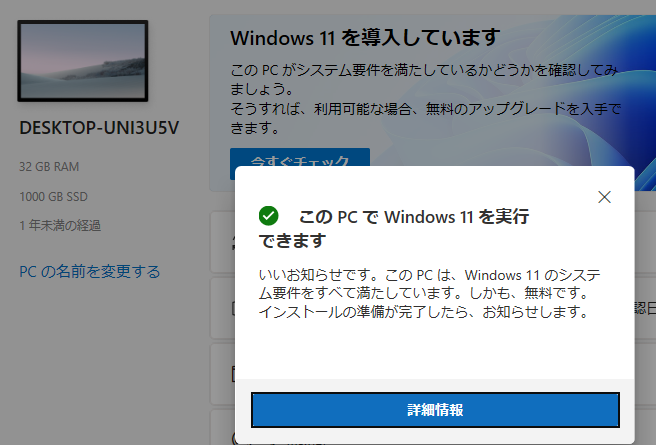 Windows 11 を導入しています
この PC がシステム要件を満たしているかどうかを確認してみ
ましょう。
そうすれば、利用可能な場合、無料のアップグレードを入手で
きます。
今すぐチェック
DESKTOP-UNI3U5V
32 GB RAM
1000 GB SSD
1 年未満の経過
PC の名前を変更する
この PC で Windows 11 を実行
できます
いいお知らせです。この PC は、Windows 11 のシステ
ム要件をすべて満たしています。しかも、無料です。
インストールの準備が完了したら、お知らせします。
認日
詳細情報